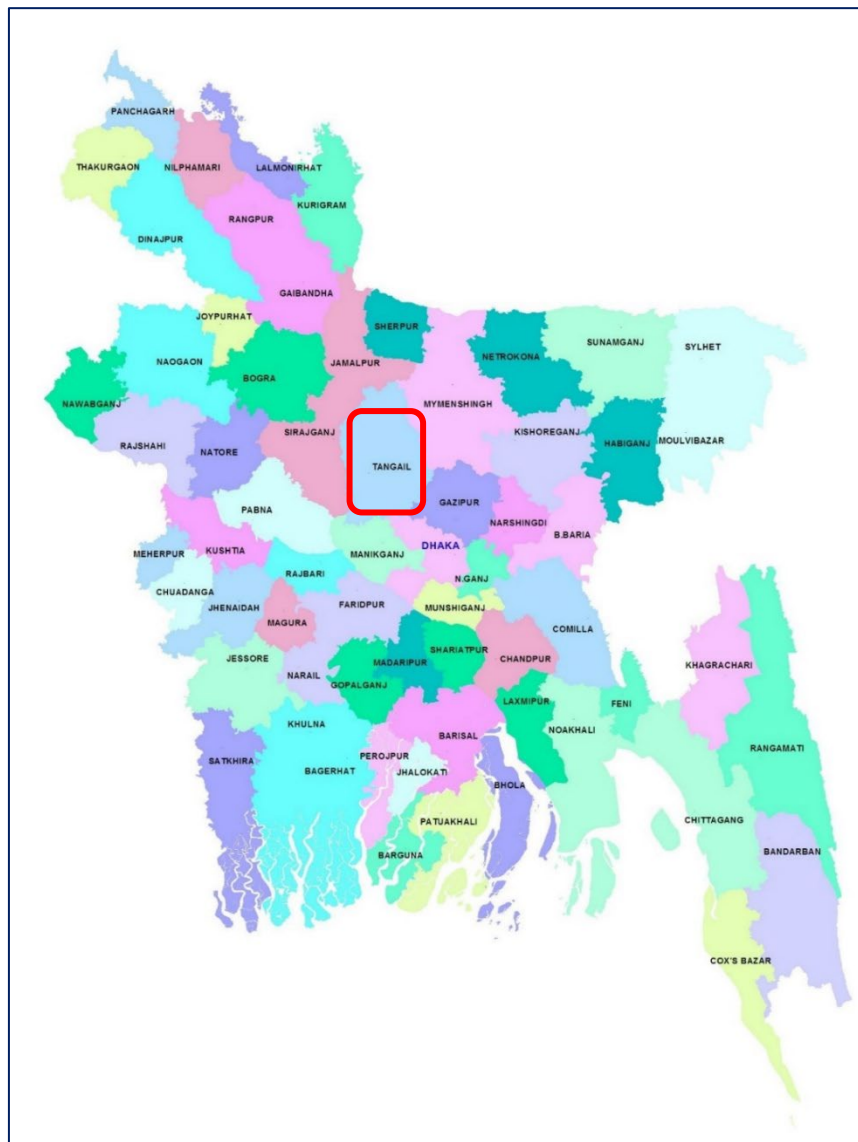 PANCHAGARH
THAKURGAON
NILPHAMARI
LALMONIRHAT
KURIGRAM
RANGPUR
DINAJPUR
GAIBANDHA
JOYPURHAT
SHERPUR
NETROKONA
SUNAMGANJ
SYLHET
NAOGAON
JAMALPUR
BOGRA
MYMENSHINGH
NAWABGANJ
SIRAJGANJ
KISHOREGANJ
RAJSHAHI
NATORE
HABIGANJ
MOULVIBAZAR
TANGAIL
GAZIPUR
PABNA
NARSHINGDI
B.BARIA
DHAKA
KUSHTIA
MEHERPUR
MANIKGANJ
RAJBARI
N.GANJ
CHUADANGA
JHENAIDAH
FARIDPUR
MUNSHIGANJ
MAGURA
COMILLA
SHARIATPUR
JESSORE
MADARIPUR
CHANDPUR
KHAGRACHARI
NARAIL
GOPALGANJ
LAXMIPUR
FENI
KHULNA
NOAKHALI
BARISAL
RANGAMATI
PEROJPUR
SATKHIRA
BAGERHAT
JHALOKATI
BHOLA
PATUAKHALI
CHITTAGANG
BARGUNA
BANDARBAN
COX'S BAZAR